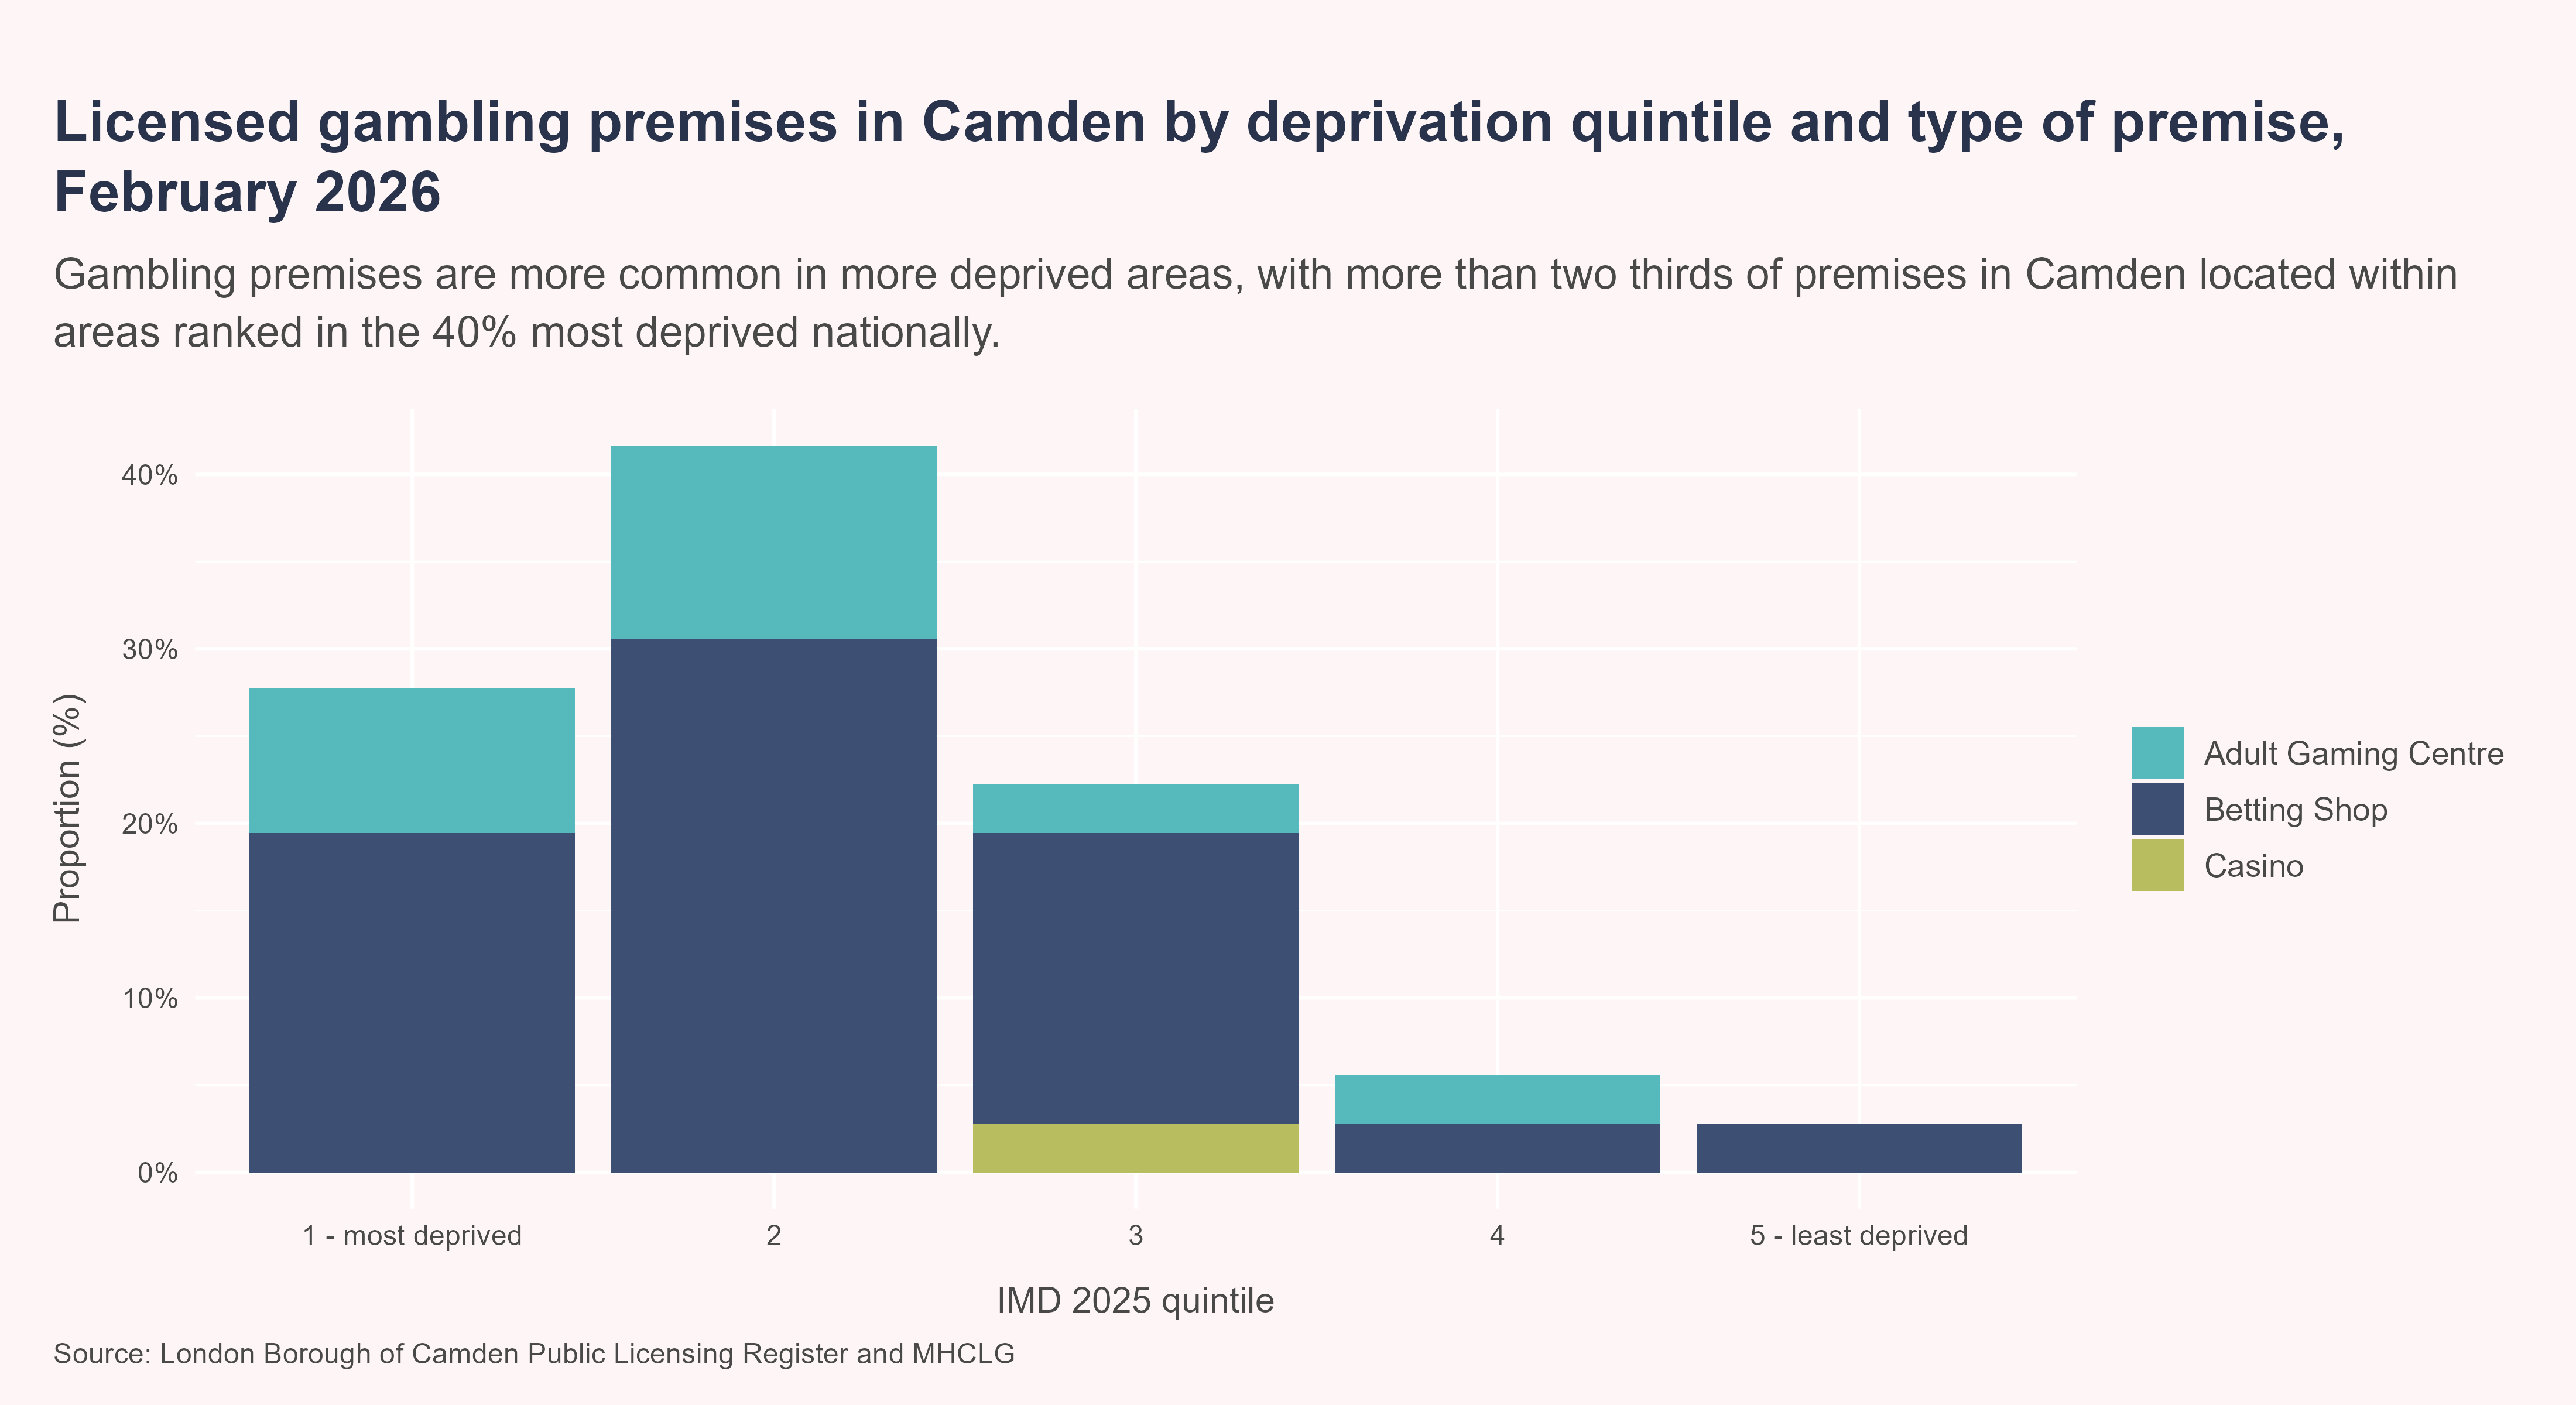 Licensed gambling premises in Camden by deprivation quintile and type of premise,
February 2026
Gambling premises are more common in more deprived areas, with more than two thirds of premises in Camden located within
areas ranked in the 40% most deprived nationally.
Proportion (%)
40%
30%
20%
10%
0%
1 - most deprived
2
3
4
5 - least deprived
IMD 2025 quintile
Adult Gaming Centre
Betting Shop
Casino
Source: London Borough of Camden Public Licensing Register and MHCLG